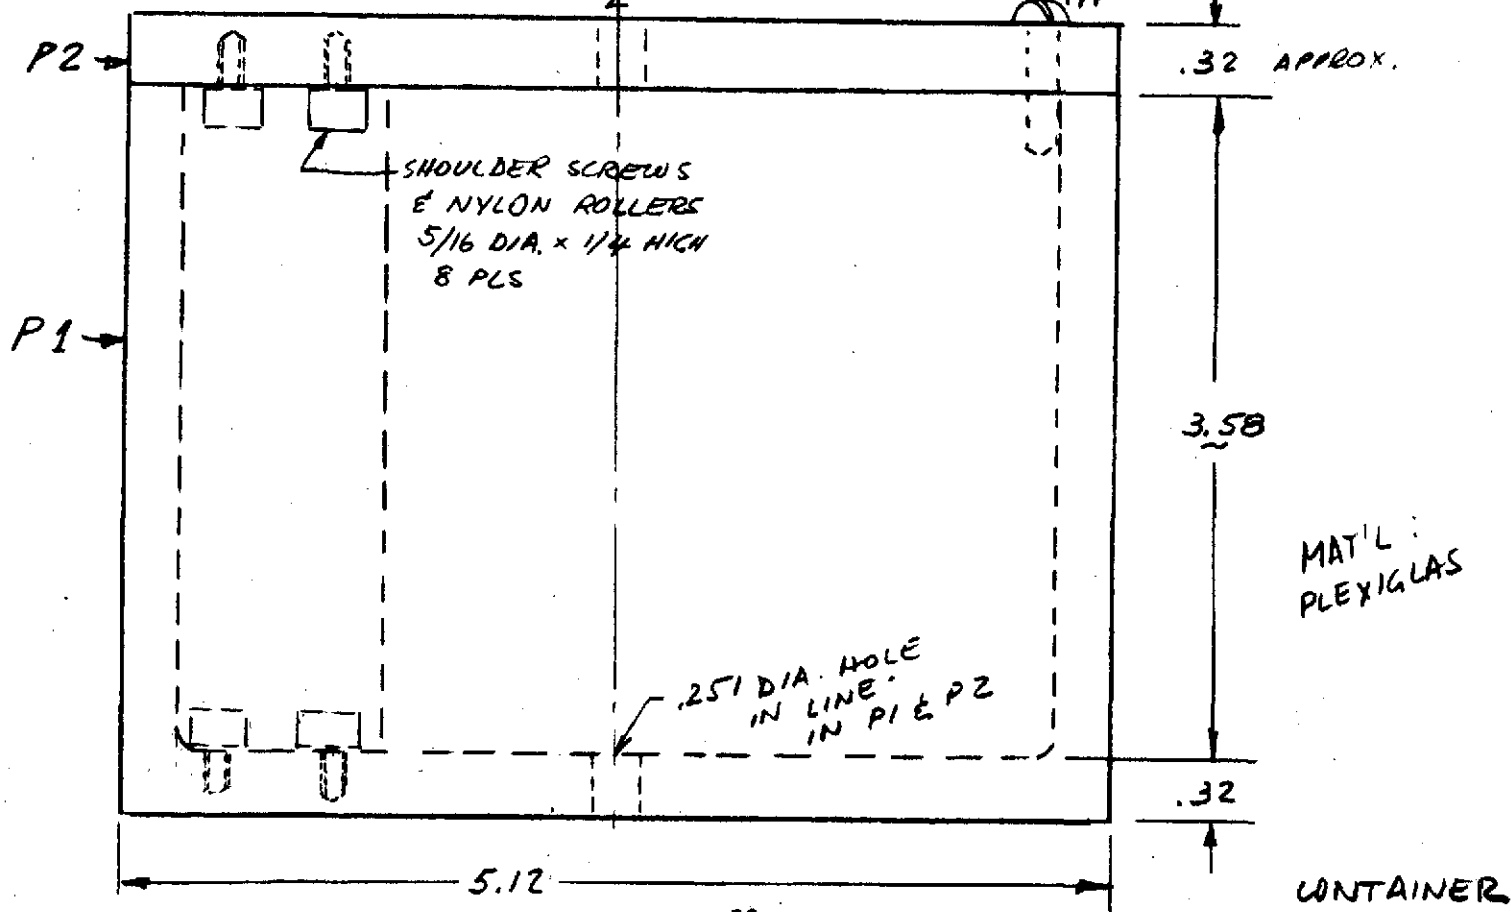 P2
.32 APPROX.
SHOULDER SCREWS
& NYLON ROLLERS
5/16 DIA. x 1/4 HIGH
8 PLS
P1
3.58
MAT'L :
PLEXIGLAS
.251 DIA. HOLE
IN LINE
IN P1 & P2
.32
5.12
CONTAINER